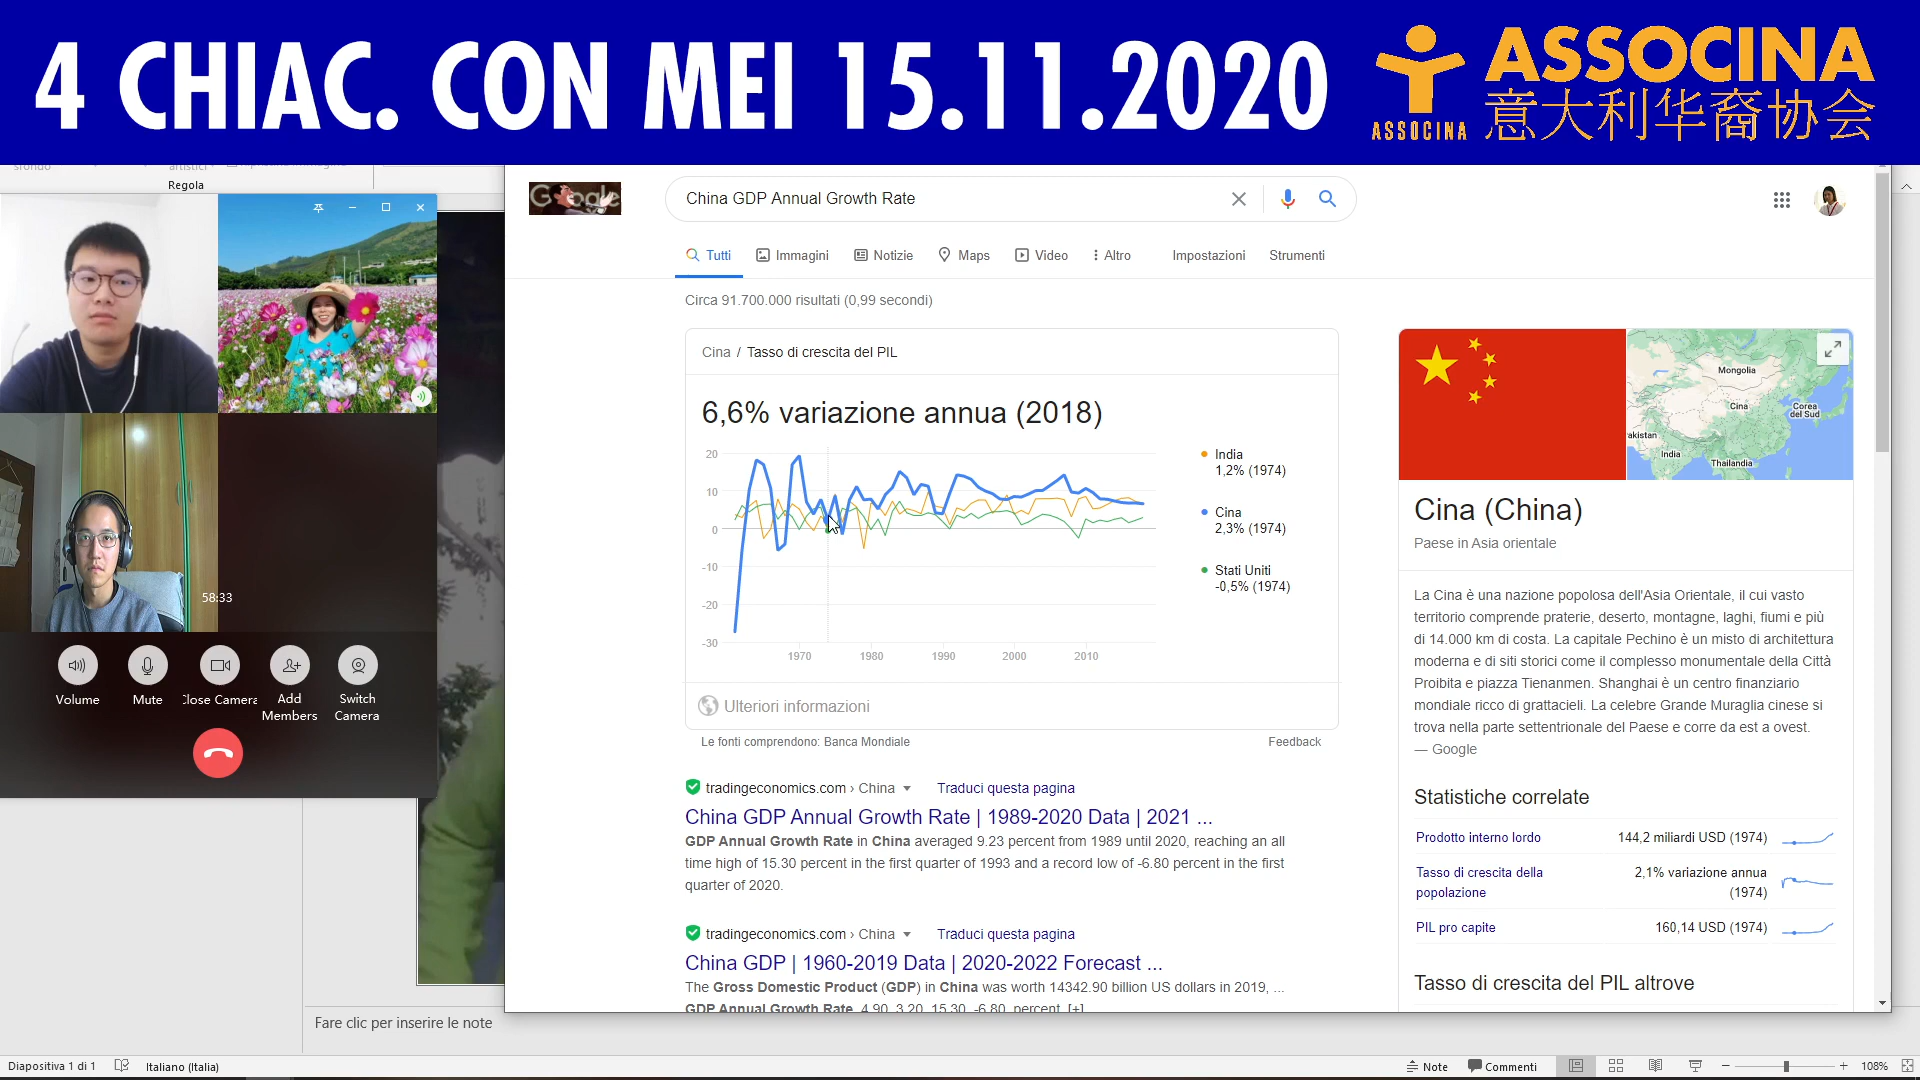 4 CHIAC. CON MEI 15.11.2020
ASSOCINA
ASSOCINA
意大利华裔协会
Regola
Google
China GDP Annual Growth Rate
Tutti
Immagini
Notizie
Maps
Video
Altro
Impostazioni
Strumenti
Circa 91.700.000 risultati (0,99 secondi)
Cina / Tasso di crescita del PIL
6,6% variazione annua (2018)
20
10
0
-10
-20
-30
1970
1980
1990
2000
2010
India
1,2% (1974)
Cina
2,3% (1974)
Stati Uniti
-0,5% (1974)
Ulteriori informazioni
Le fonti comprendono: Banca Mondiale
Feedback
tradingeconomics.com › China
Traduci questa pagina
China GDP Annual Growth Rate | 1989-2020 Data | 2021 ...
GDP Annual Growth Rate in China averaged 9.23 percent from 1989 until 2020, reaching an all
time high of 15.30 percent in the first quarter of 1993 and a record low of -6.80 percent in the first
quarter of 2020.
tradingeconomics.com › China
Traduci questa pagina
China GDP | 1960-2019 Data | 2020-2022 Forecast ...
The Gross Domestic Product (GDP) in China was worth 14342.90 billion US dollars in 2019, ...
GDP Annual Growth Rate, 4.90, 3.20, 15.30, -6.80, percent, [+]
Mongolia
Cina
Corea
del Sud
akistan
India
Thailandia
Cina (China)
Paese in Asia orientale
La Cina è una nazione popolosa dell'Asia Orientale, il cui vasto
territorio comprende praterie, deserto, montagne, laghi, fiumi e più
di 14.000 km di costa. La capitale Pechino è un misto di architettura
moderna e di siti storici come il complesso monumentale della Città
Proibita e piazza Tienanmen. Shanghai è un centro finanziario
mondiale ricco di grattacieli. La celebre Grande Muraglia cinese si
trova nella parte settentrionale del Paese e corre da est a ovest.
— Google
Statistiche correlate
Prodotto interno lordo
144,2 miliardi USD (1974)
Tasso di crescita della
popolazione
2,1% variazione annua
(1974)
PIL pro capite
160,14 USD (1974)
Tasso di crescita del PIL altrove
58:33
Volume
Mute
Close Camera
Add
Members
Switch
Camera
Fare clic per inserire le note
Diapositiva 1 di 1
Italiano (Italia)
Note
Commenti
108%